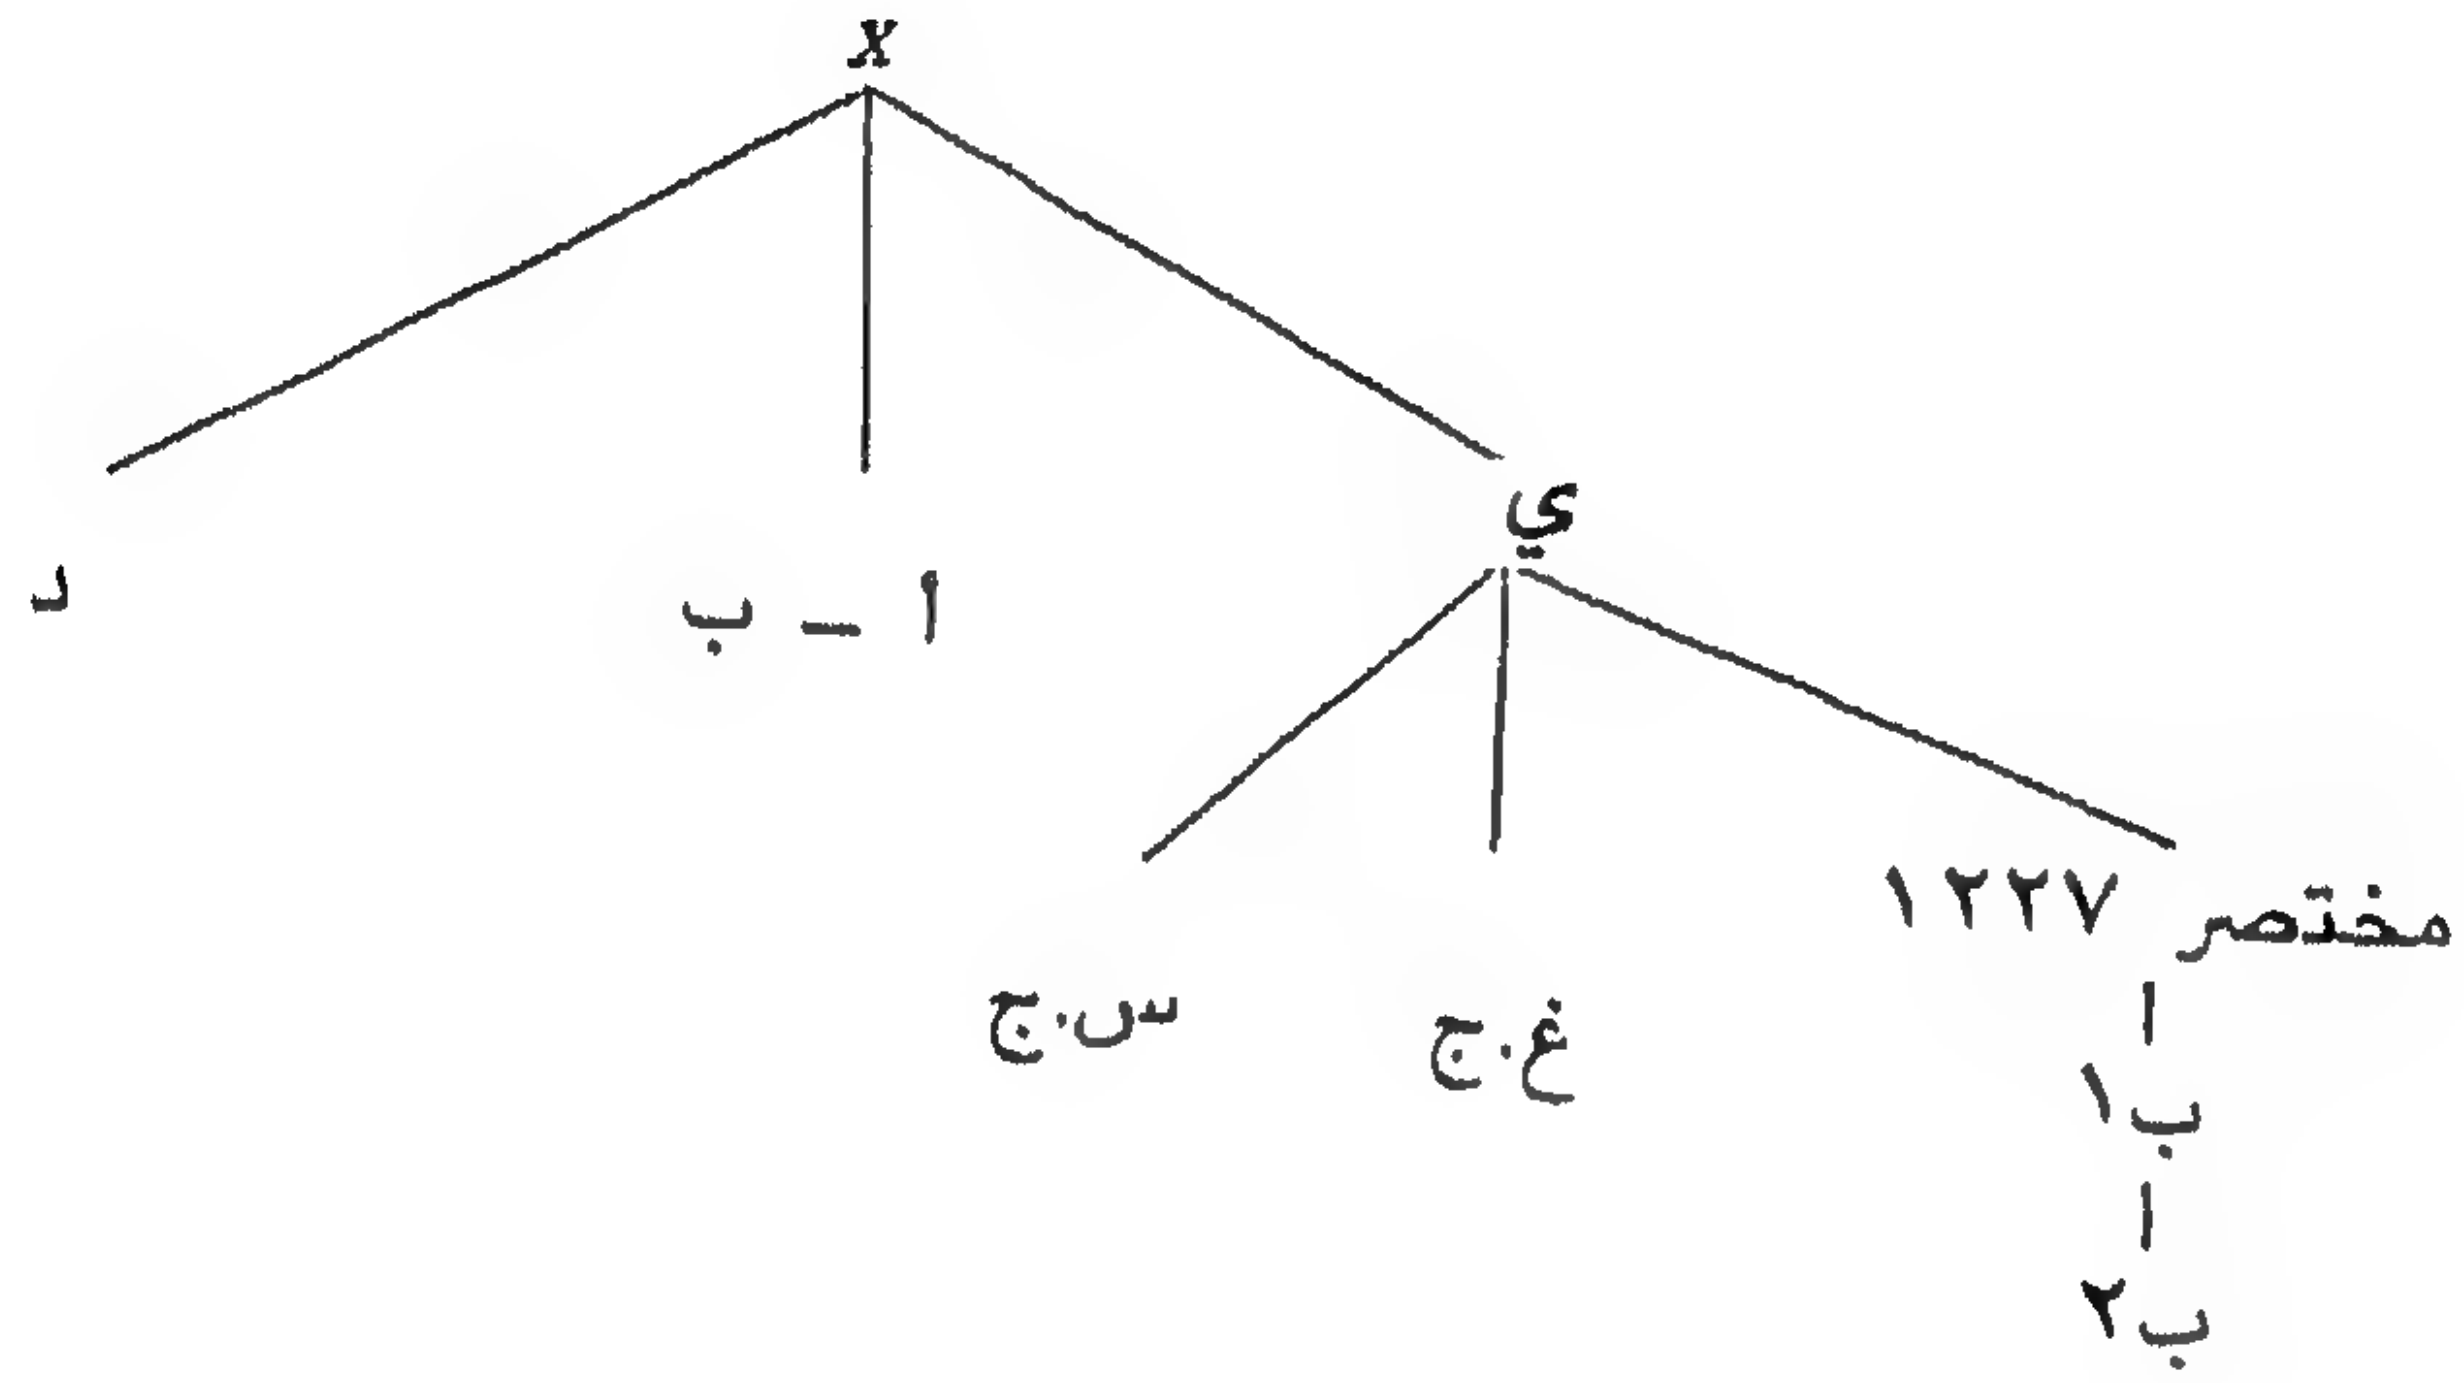 x
ي
د
ا – ب
مختصر ١٢٢٧
غ.ج
س.ج
ب١
ب٢